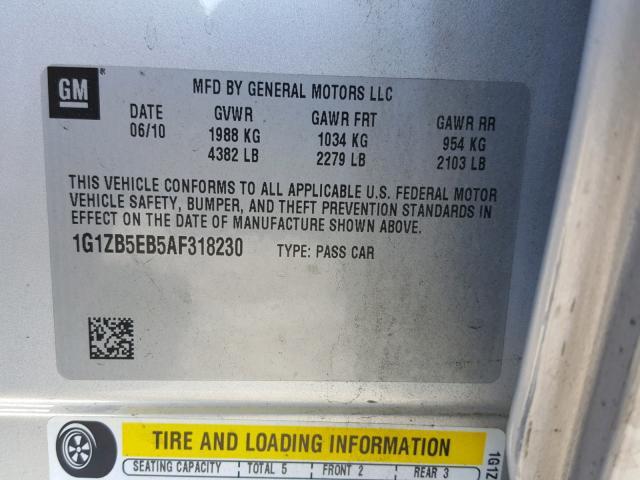 GM
MFD BY GENERAL MOTORS LLC
DATE GVWR GAWR FRT GAWR RR
06/10 1988 KG 1034 KG 954 KG
4382 LB 2279 LB 2103 LB
THIS VEHICLE CONFORMS TO ALL APPLICABLE U.S. FEDERAL MOTOR
VEHICLE SAFETY, BUMPER, AND THEFT PREVENTION STANDARDS IN
EFFECT ON THE DATE OF MANUFACTURE SHOWN ABOVE.
1G1ZB5EB5AF318230 TYPE: PASS CAR
TIRE AND LOADING INFORMATION
SEATING CAPACITY TOTAL 5 FRONT 2 REAR 3
1G1Z